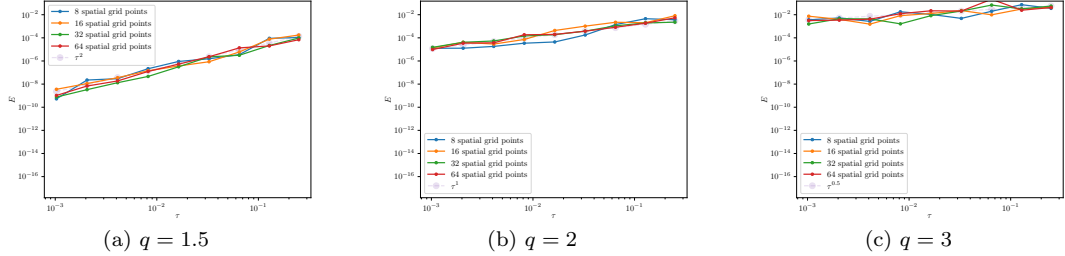 10⁻²
10⁻⁴
10⁻⁶
10⁻⁸
10⁻¹⁰
10⁻¹²
10⁻¹⁴
10⁻¹⁶
E
8 spatial grid points
16 spatial grid points
32 spatial grid points
64 spatial grid points
τ²
10⁻³
10⁻²
10⁻¹
τ
(a) q = 1.5
10⁻²
10⁻⁴
10⁻⁶
10⁻⁸
10⁻¹⁰
10⁻¹²
10⁻¹⁴
10⁻¹⁶
E
8 spatial grid points
16 spatial grid points
32 spatial grid points
64 spatial grid points
τ¹
10⁻³
10⁻²
10⁻¹
τ
(b) q = 2
10⁻²
10⁻⁴
10⁻⁶
10⁻⁸
10⁻¹⁰
10⁻¹²
10⁻¹⁴
10⁻¹⁶
E
8 spatial grid points
16 spatial grid points
32 spatial grid points
64 spatial grid points
τ⁰·⁵
10⁻³
10⁻²
10⁻¹
τ
(c) q = 3